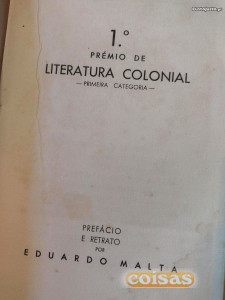 1.º
PRÉMIO DE
LITERATURA COLONIAL
— PRIMEIRA CATEGORIA —
PREFÁCIO
E RETRATO
POR
EDUARDO MALTA
coisas